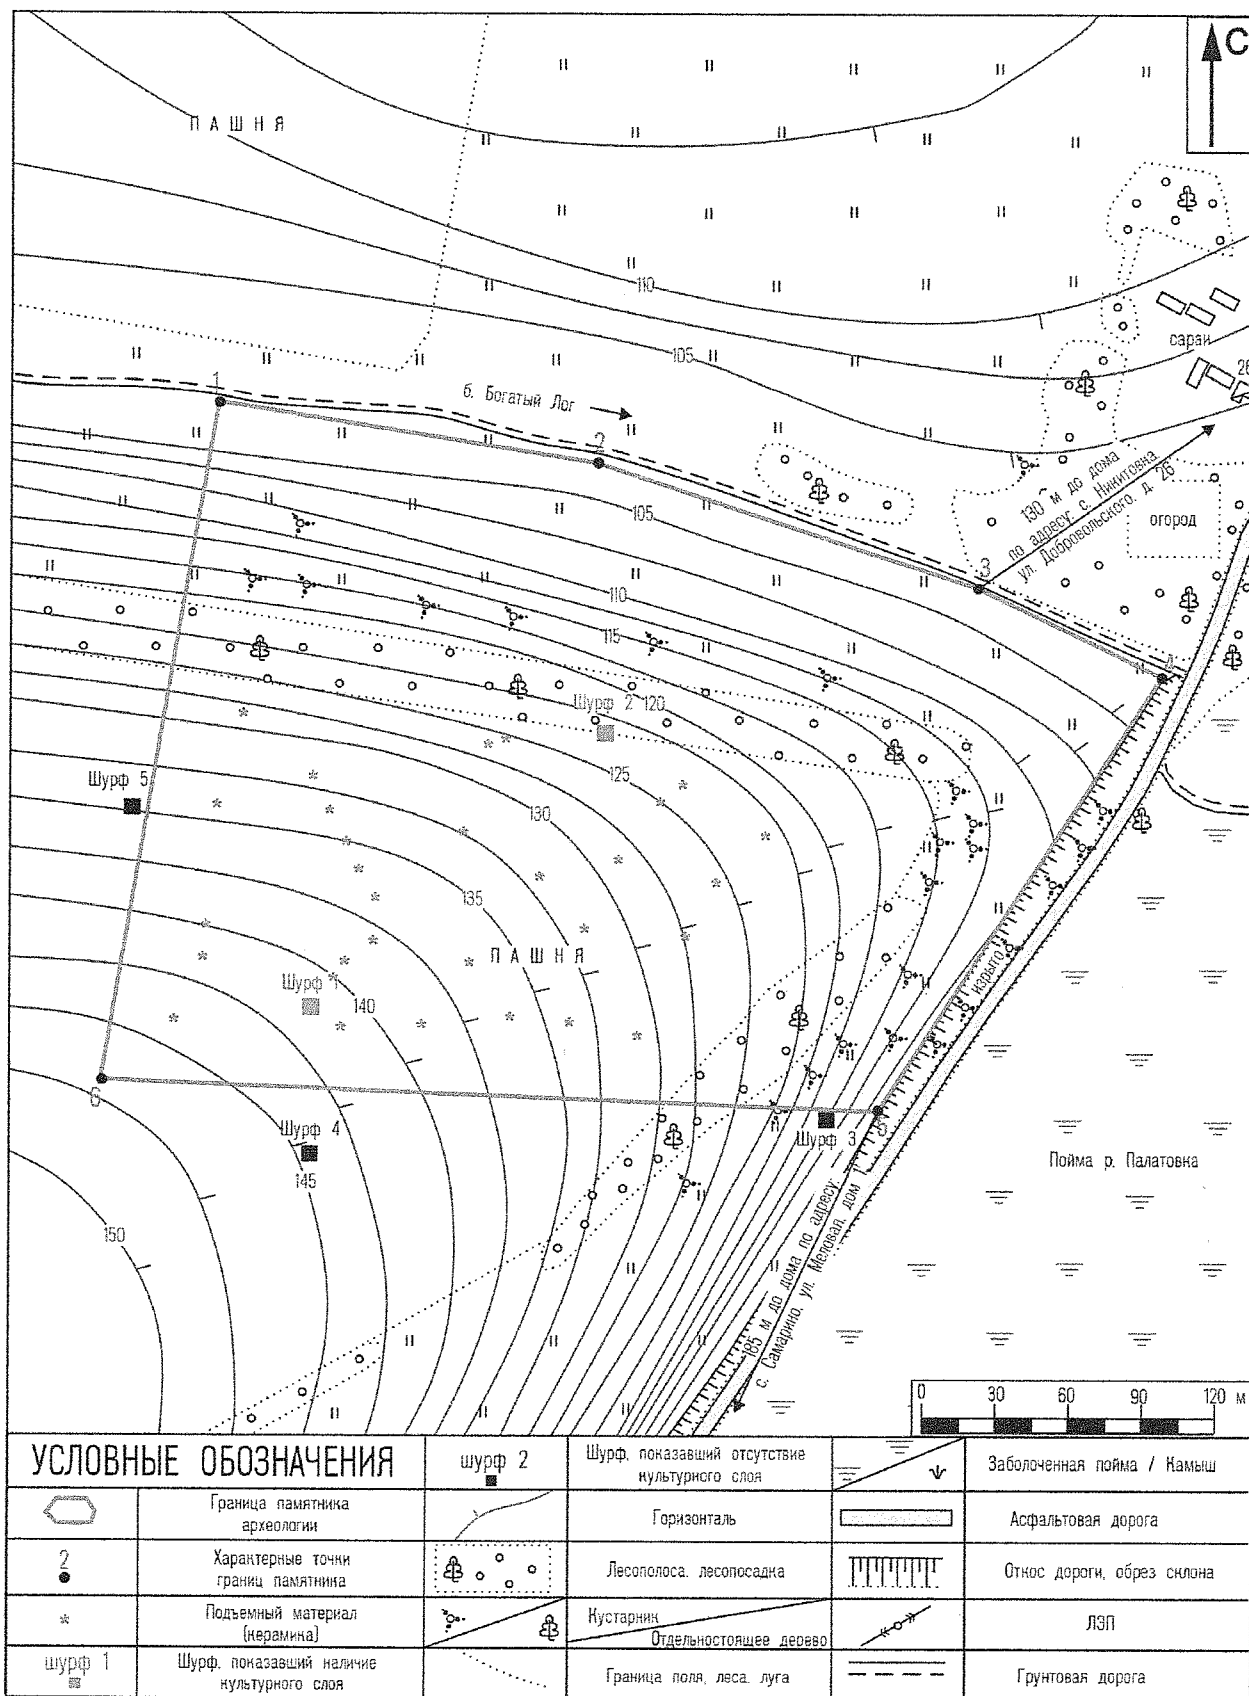 С
ПАШНЯ
110
105
сараи
26
1
б. Богатый Лог
2
130 м до дома
по адресу: с. Никитовка
ул. Добровольского, д. 26
огород
105
3
110
115
4
Шурф 2
120
125
Шурф 5
130
135
ПАШНЯ
изрыто
Шурф 1
140
6
5
Шурф 4
Шурф 3
145
Пойма р. Палатовка
150
185 м до дома по адресу:
с. Самарино, ул. Меловая, дом 1
0 30 60 90 120 м
УСЛОВНЫЕ ОБОЗНАЧЕНИЯ
шурф 2
Шурф, показавший отсутствие
культурного слоя
Заболоченная пойма / Камыш
Граница памятника
археологии
Горизонталь
Асфальтовая дорога
2
Характерные точки
границ памятника
Лесополоса, лесопосадка
Откос дороги, обрез склона
Подъемный материал
(керамика)
Кустарник
Отдельностоящее дерево
ЛЭП
шурф 1
Шурф, показавший наличие
культурного слоя
Граница поля, леса, луга
Грунтовая дорога